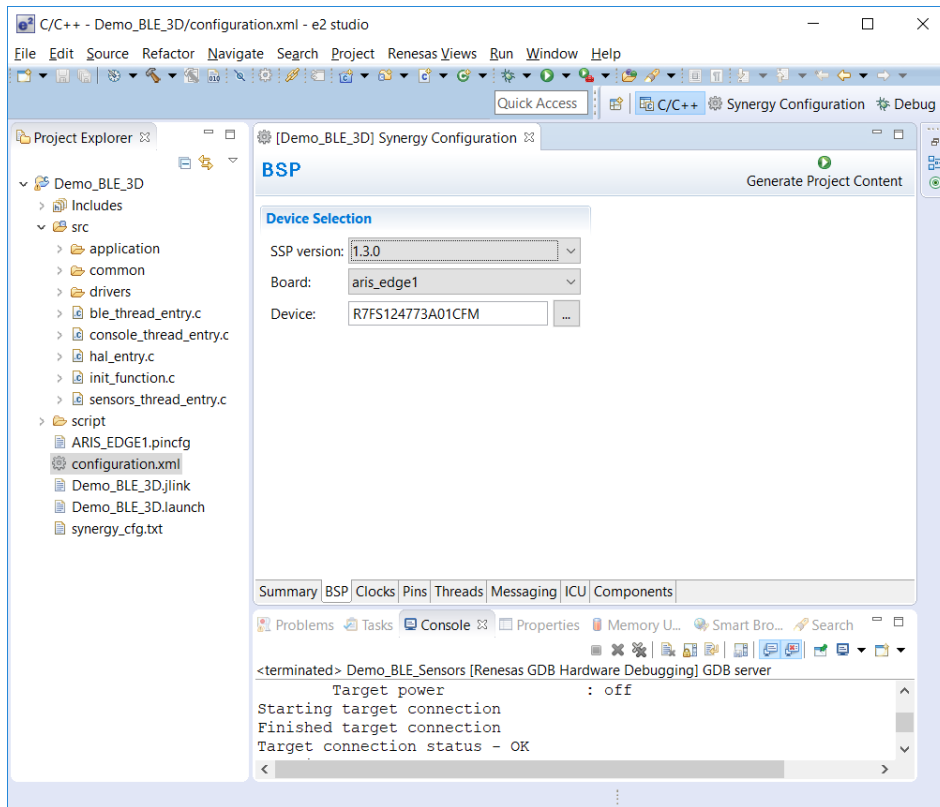 C/C++ - Demo_BLE_3D/configuration.xml - e2 studio
File Edit Source Refactor Navigate Search Project Renesas Views Run Window Help
Quick Access
C/C++
Synergy Configuration
Debug
Project Explorer
Demo_BLE_3D
Includes
src
application
common
drivers
ble_thread_entry.c
console_thread_entry.c
hal_entry.c
init_function.c
sensors_thread_entry.c
script
ARIS_EDGE1.pincfg
configuration.xml
Demo_BLE_3D.jlink
Demo_BLE_3D.launch
synergy_cfg.txt
[Demo_BLE_3D] Synergy Configuration
BSP
Generate Project Content
Device Selection
SSP version: 1.3.0
Board: aris_edge1
Device: R7FS124773A01CFM ...
Summary BSP Clocks Pins Threads Messaging ICU Components
Problems Tasks Console Properties Memory U... Smart Bro... Search
<terminated> Demo_BLE_Sensors [Renesas GDB Hardware Debugging] GDB server
Target power : off
Starting target connection
Finished target connection
Target connection status - OK